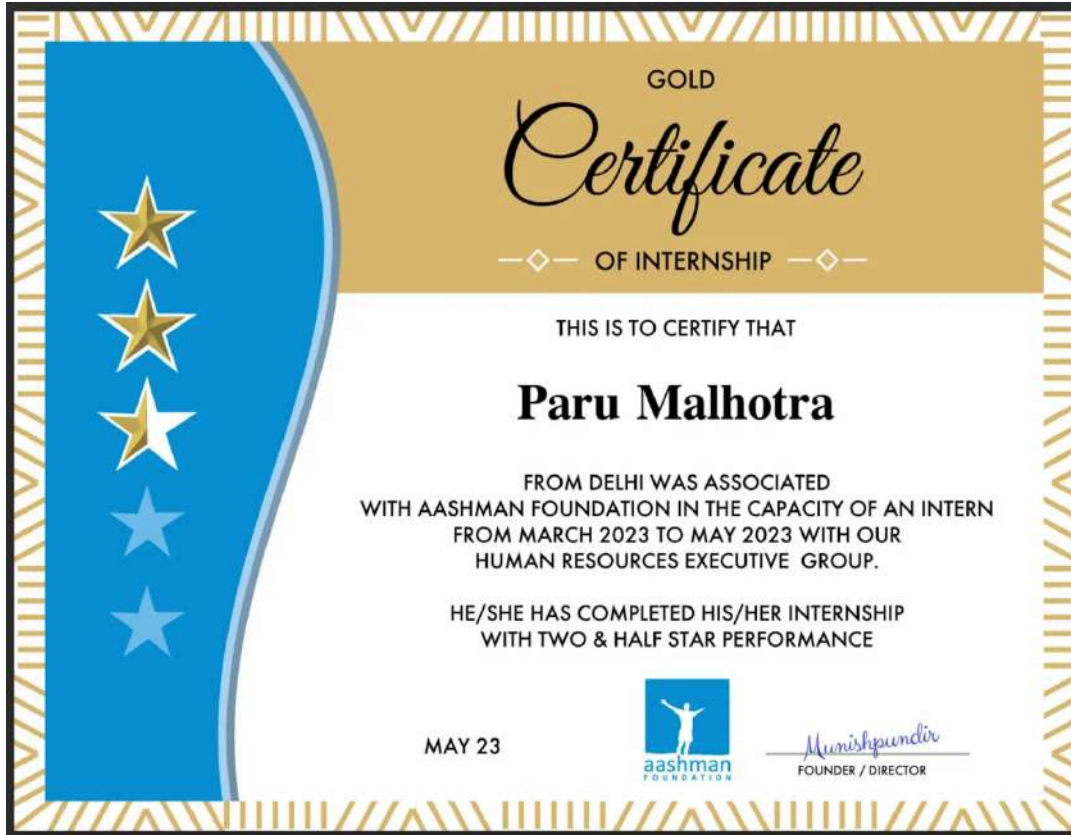 GOLD
Certificate
OF INTERNSHIP
THIS IS TO CERTIFY THAT
Paru Malhotra
FROM DELHI WAS ASSOCIATED
WITH AASHMAN FOUNDATION IN THE CAPACITY OF AN INTERN
FROM MARCH 2023 TO MAY 2023 WITH OUR
HUMAN RESOURCES EXECUTIVE GROUP.
HE/SHE HAS COMPLETED HIS/HER INTERNSHIP
WITH TWO & HALF STAR PERFORMANCE
MAY 23
aashman
FOUNDATION
Munishpundir
FOUNDER / DIRECTOR